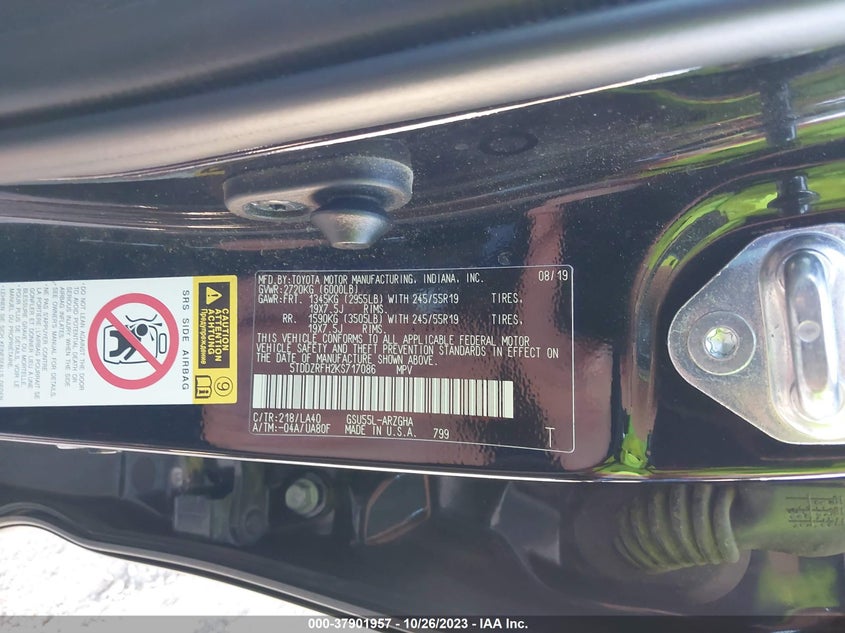 MFD.BY:TOYOTA MOTOR MANUFACTURING, INDIANA, INC. 08/19
GVWR:2720KG (6000LB)
GAWR:FRT. 1345KG (2955LB) WITH 245/55R19 TIRES,
19X7.5J RIMS.
RR. 1590KG (3505LB) WITH 245/55R19 TIRES,
19X7.5J RIMS.
THIS VEHICLE CONFORMS TO ALL APPLICABLE FEDERAL MOTOR
VEHICLE SAFETY, BUMPER, AND THEFT PREVENTION STANDARDS IN EFFECT
ON THE DATE OF MANUFACTURE SHOWN ABOVE.
5TDDZRFH2KS717086 MPV
C/TR:218/LA40 GSU55L-ARZGHA
A/TM:-04A/UA80F MADE IN U.S.A. 799 T
SRS SIDE AIRBAG
CAUTION
ATTENTION
ACHTUNG
Предупреждение
9
i
000-37901957 - 10/26/2023 - IAA Inc.